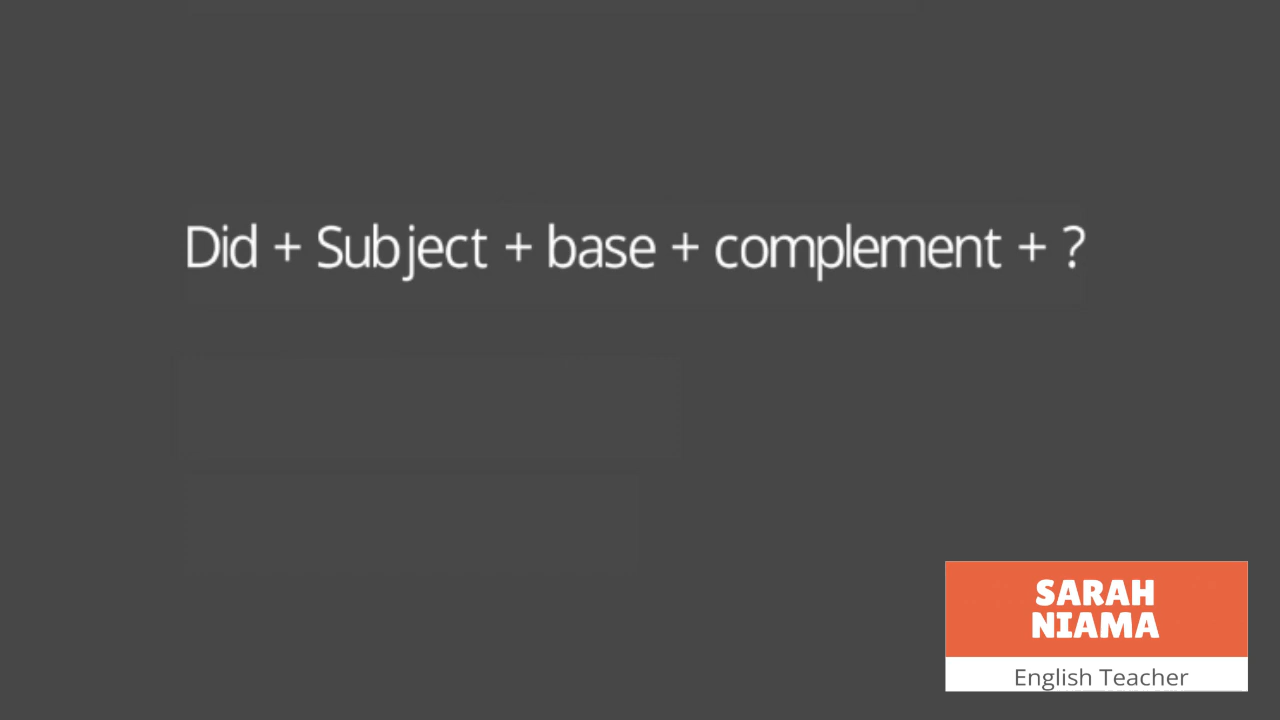 Did + Subject + base + complement + ?
SARAH
NIAMA
English Teacher